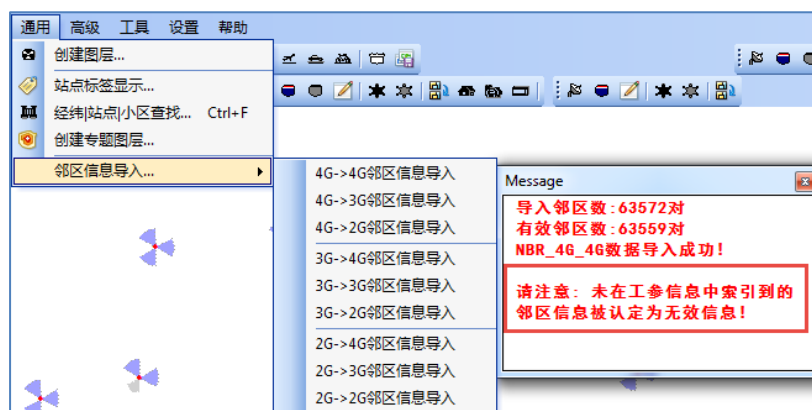 通用 高级 工具 设置 帮助
创建图层...
站点标签显示...
经纬|站点|小区查找... Ctrl+F
创建专题图层...
邻区信息导入...
4G->4G邻区信息导入
4G->3G邻区信息导入
4G->2G邻区信息导入
3G->4G邻区信息导入
3G->3G邻区信息导入
3G->2G邻区信息导入
2G->4G邻区信息导入
2G->3G邻区信息导入
2G->2G邻区信息导入
Message
导入邻区数:63572对
有效邻区数:63559对
NBR_4G_4G数据导入成功!
请注意: 未在工参信息中索引到的
邻区信息被认定为无效信息!